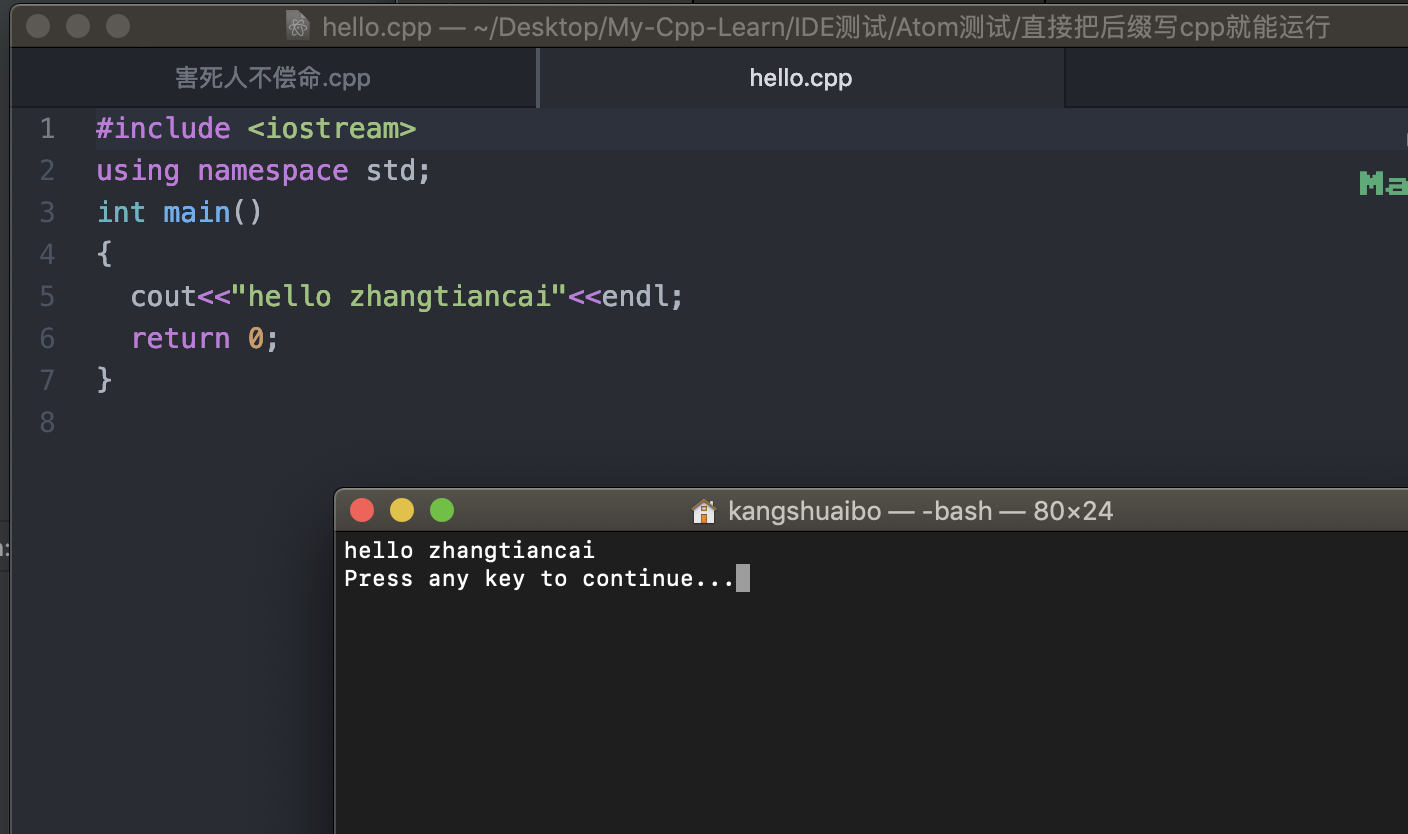 hello.cpp — ~/Desktop/My-Cpp-Learn/IDE测试/Atom测试/直接把后缀写cpp就能运行
害死人不偿命.cpp hello.cpp
1 #include <iostream>
2 using namespace std;
3 int main()
4 {
5 cout<<"hello zhangtiancai"<<endl;
6 return 0;
7 }
8
Ma
kangshuaibo — -bash — 80×24
hello zhangtiancai
Press any key to continue...